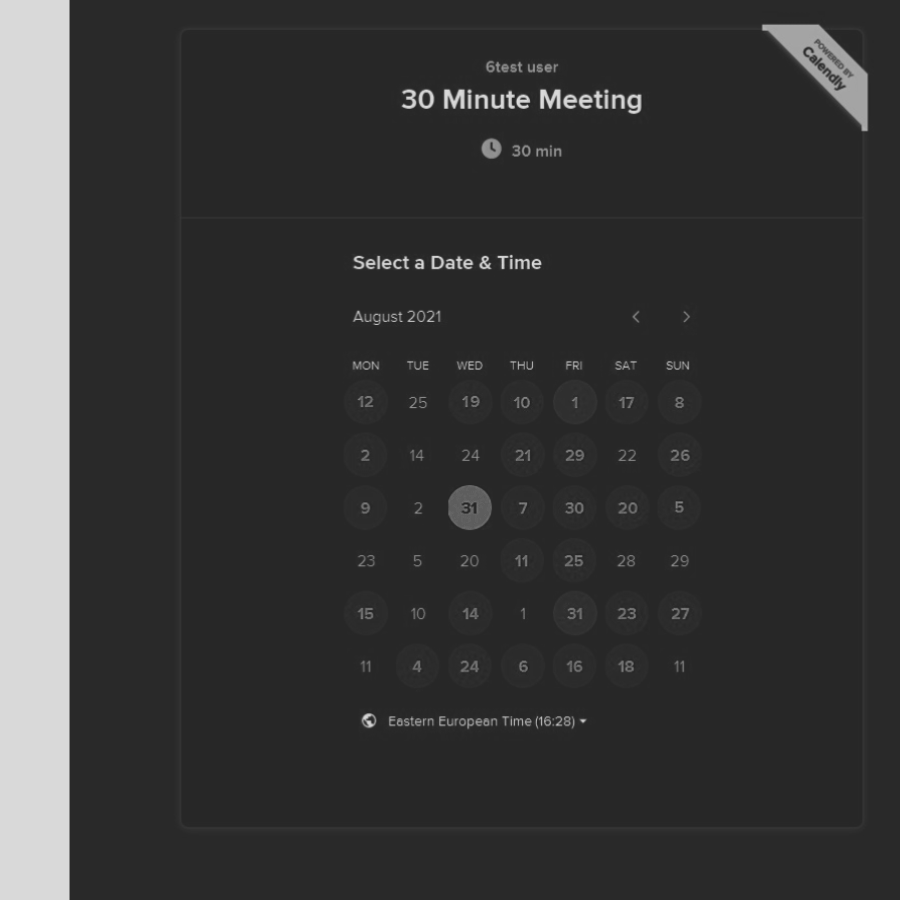 POWERED BY
Calendly
6test user
30 Minute Meeting
30 min
Select a Date & Time
August 2021
MON TUE WED THU FRI SAT SUN
12 25 19 10 1 17 8
2 14 24 21 29 22 26
9 2 31 7 30 20 5
23 5 20 11 25 28 29
15 10 14 1 31 23 27
11 4 24 6 16 18 11
Eastern European Time (16:28)